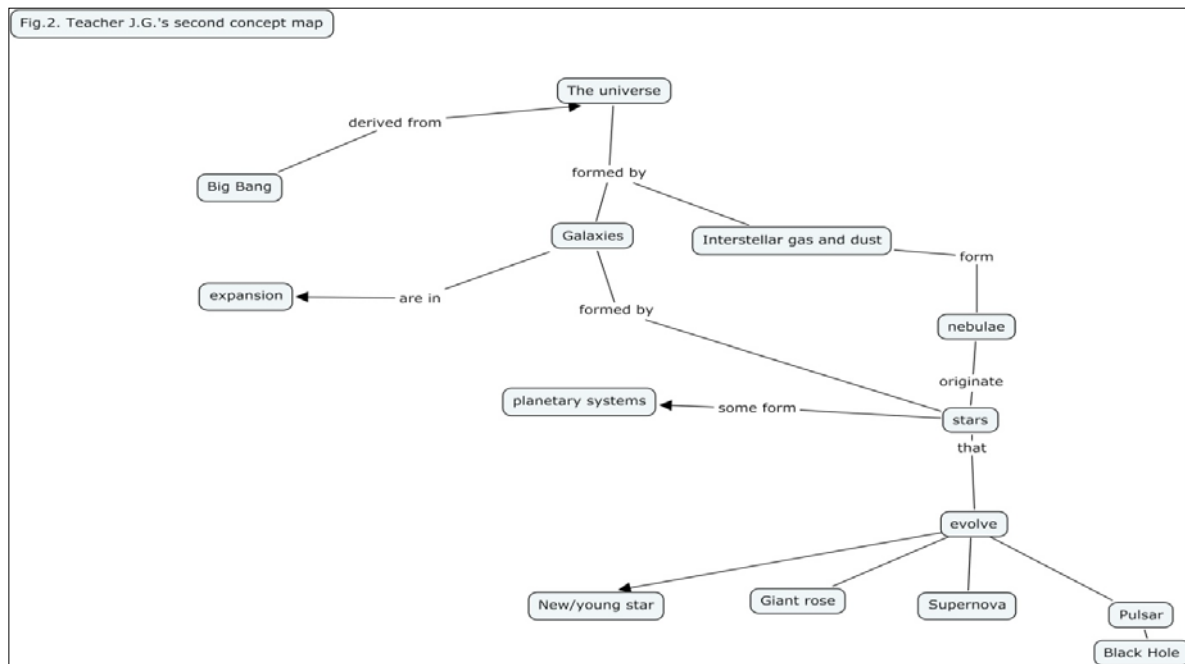 Fig.2. Teacher J.G.'s second concept map
The universe
derived from
Big Bang
formed by
Galaxies
Interstellar gas and dust
form
expansion
are in
formed by
nebulae
originate
planetary systems
some form
stars
that
evolve
New/young star
Giant rose
Supernova
Pulsar
Black Hole